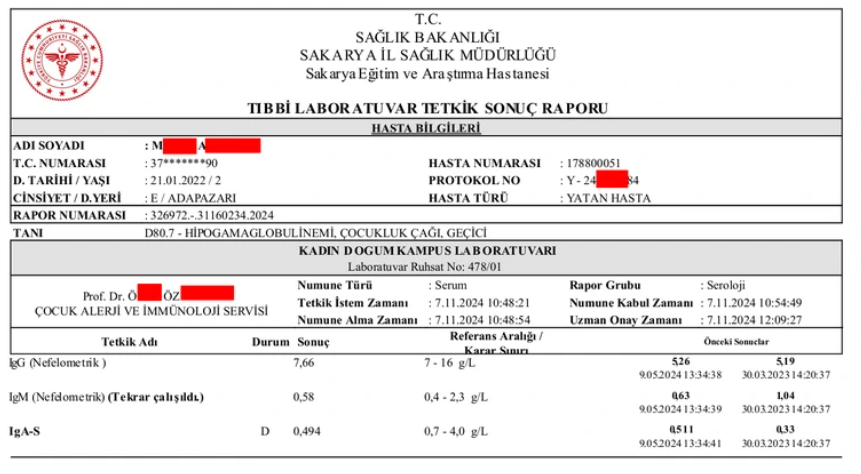 T.C.
SAĞLIK BAKANLIĞI
SAKARYA İL SAĞLIK MÜDÜRLÜĞÜ
Sakarya Eğitim ve Araştırma Hastanesi
TIBBİ LABORATUVAR TETKİK SONUÇ RAPORU
HASTA BİLGİLERİ
ADI SOYADI : M A
T.C. NUMARASI : 37*******90 HASTA NUMARASI : 178800051
D. TARİHİ / YAŞI : 21.01.2022 / 2 PROTOKOL NO : Y - 24 84
CİNSİYET / D.YERİ : E / ADAPAZARI HASTA TÜRÜ : YATAN HASTA
RAPOR NUMARASI : 326972.-.31160234.2024
TANI D80.7 - HİPOGAMAGLOBULİNEMİ, ÇOCUKLUK ÇAĞI, GEÇİCİ
KADIN DOGUM KAMPUS LABORATUVARI
Laboratuvar Ruhsat No: 478/01
Prof. Dr. Ö ÖZ
ÇOCUK ALERJİ VE İMMÜNOLOJİ SERVİSİ
Numune Türü : Serum Rapor Grubu : Seroloji
Tetkik İstem Zamanı : 7.11.2024 10:48:21 Numune Kabul Zamanı : 7.11.2024 10:54:49
Numune Alma Zamanı : 7.11.2024 10:48:54 Uzman Onay Zamanı : 7.11.2024 12:09:27
Tetkik Adı Durum Sonuç Referans Aralığı / Karar Sınırı Önceki Sonuclar
IgG (Nefelometrik ) 7,66 7 - 16 g/L 5,26 5,19
9.05.2024 13:34:38 30.03.2023 14:20:37
IgM (Nefelometrik) (Tekrar çalışıldı.) 0,58 0,4 - 2,3 g/L 0,63 1,04
9.05.2024 13:34:39 30.03.2023 14:20:37
IgA-S D 0,494 0,7 - 4,0 g/L 0,511 0,33
9.05.2024 13:34:41 30.03.2023 14:20:37